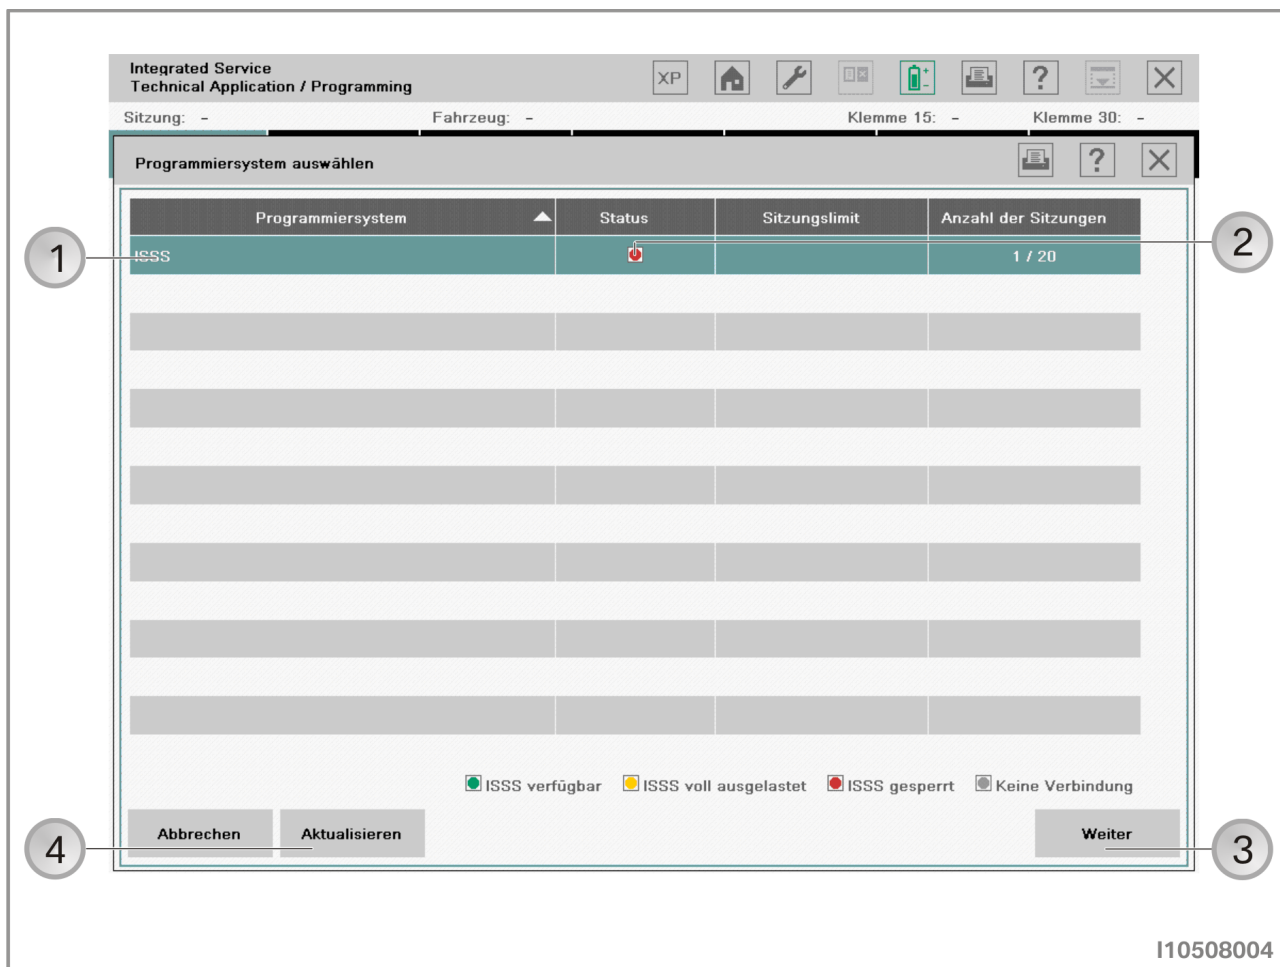 Integrated Service
Technical Application / Programming
XP
?
Sitzung: -
Fahrzeug: -
Klemme 15: -
Klemme 30: -
Programmiersystem auswählen
?
Programmiersystem
Status
Sitzungslimit
Anzahl der Sitzungen
1
ISSS
1 / 20
2
ISSS verfügbar
ISSS voll ausgelastet
ISSS gesperrt
Keine Verbindung
4
Abbrechen
Aktualisieren
Weiter
3
I10508004